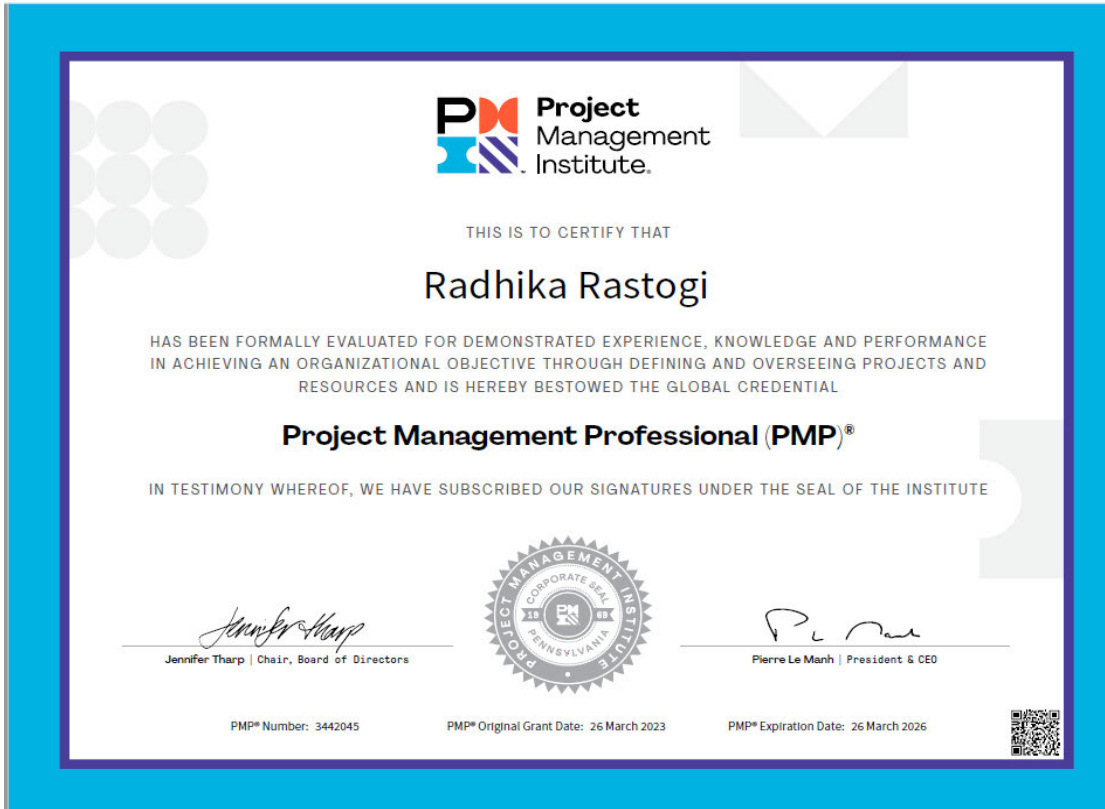 PM
Project
Management
Institute.
THIS IS TO CERTIFY THAT
Radhika Rastogi
HAS BEEN FORMALLY EVALUATED FOR DEMONSTRATED EXPERIENCE, KNOWLEDGE AND PERFORMANCE
IN ACHIEVING AN ORGANIZATIONAL OBJECTIVE THROUGH DEFINING AND OVERSEEING PROJECTS AND
RESOURCES AND IS HEREBY BESTOWED THE GLOBAL CREDENTIAL
Project Management Professional (PMP)®
IN TESTIMONY WHEREOF, WE HAVE SUBSCRIBED OUR SIGNATURES UNDER THE SEAL OF THE INSTITUTE
PROJECT MANAGEMENT INSTITUTE
CORPORATE SEAL
1969
PENNSYLVANIA
Jennifer Tharp
Jennifer Tharp | Chair, Board of Directors
Pierre Le Manh | President & CEO
PMP® Number: 3442045
PMP® Original Grant Date: 26 March 2023
PMP® Expiration Date: 26 March 2026